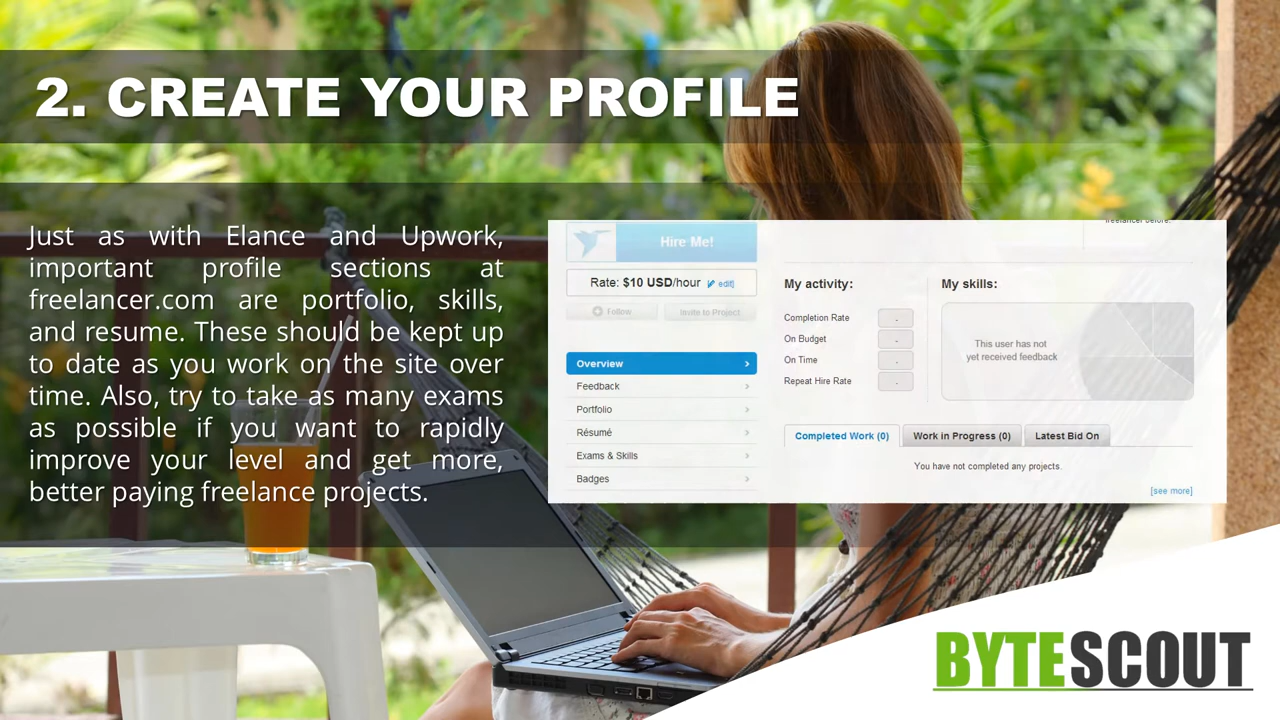 2. CREATE YOUR PROFILE
Just as with Elance and Upwork,
important profile sections at
freelancer.com are portfolio, skills,
and resume. These should be kept up
to date as you work on the site over
time. Also, try to take as many exams
as possible if you want to rapidly
improve your level and get more,
better paying freelance projects.
freelancer before.
Hire Me!
Rate: $10 USD/hour edit]
Follow
Invite to Project
Overview
Feedback
Portfolio
Résumé
Exams & Skills
Badges
My activity:
Completion Rate -
On Budget -
On Time -
Repeat Hire Rate -
My skills:
This user has not
yet received feedback
Completed Work (0)
Work in Progress (0)
Latest Bid On
You have not completed any projects.
[see more]
BYTESCOUT